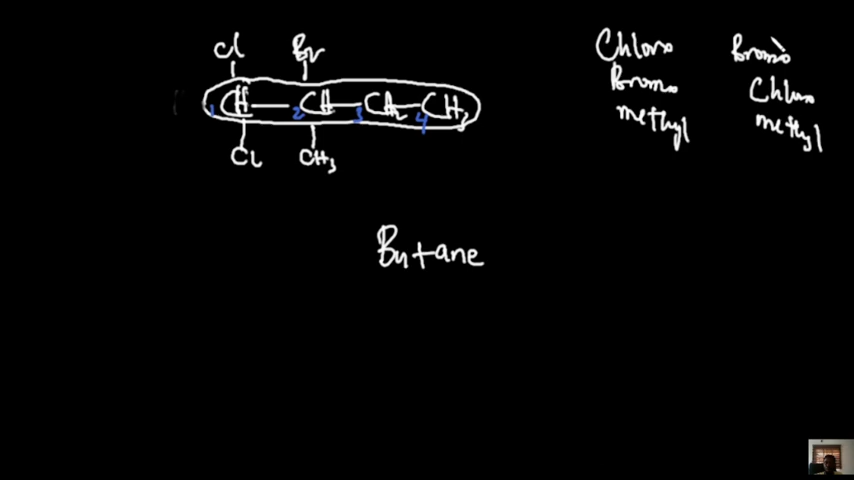 Cl Br
1 CH — 2 CH — 3 CH2 — 4 CH3
Cl CH3
Chloro
Bromo
methyl
Bromo
Chloro
methyl
Butane